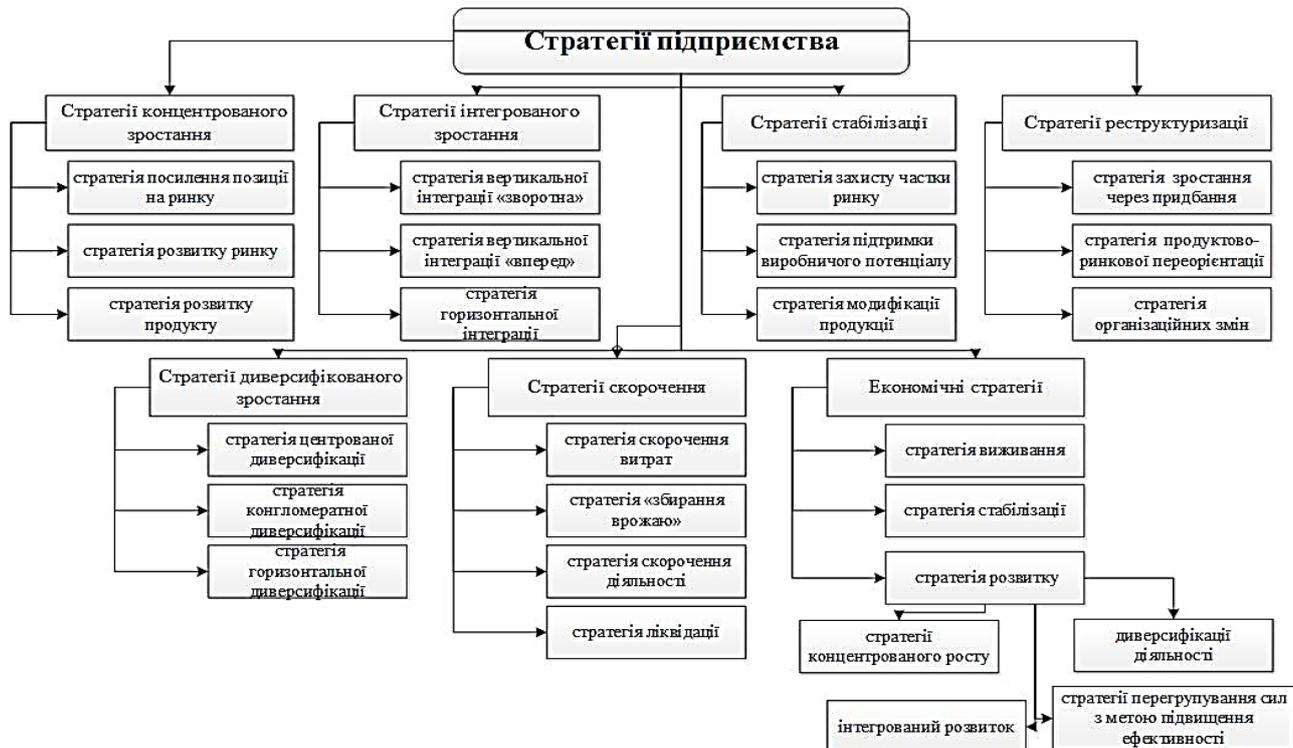 Стратегії підприємства
Стратегії концентрованого
зростання
стратегія посилення позиції
на ринку
стратегія розвитку ринку
стратегія розвитку
продукту
Стратегії інтегрованого
зростання
стратегія вертикальної
інтеграції «зворотна»
стратегія вертикальної
інтеграції «вперед»
стратегія
горизонтальної
інтеграції
Стратегії стабілізації
стратегія захисту частки
ринку
стратегія підтримки
виробничого потенціалу
стратегія модифікації
продукції
Стратегії реструктуризації
стратегія зростання
через придбання
стратегія продуктово-
ринкової переорієнтації
стратегія
організаційних змін
Стратегії диверсифікованого
зростання
стратегія центрованої
диверсифікації
стратегія
конгломератної
диверсифікації
стратегія
горизонтальної
диверсифікації
Стратегії скорочення
стратегія скорочення
витрат
стратегія «збирання
врожаю»
стратегія скорочення
діяльності
стратегія ліквідації
Економічні стратегії
стратегія виживання
стратегія стабілізації
стратегія розвитку
стратегії
концентрованого росту
диверсифікації
діяльності
інтегрований розвиток
стратегії перегрупування сил
з метою підвищення
ефективності